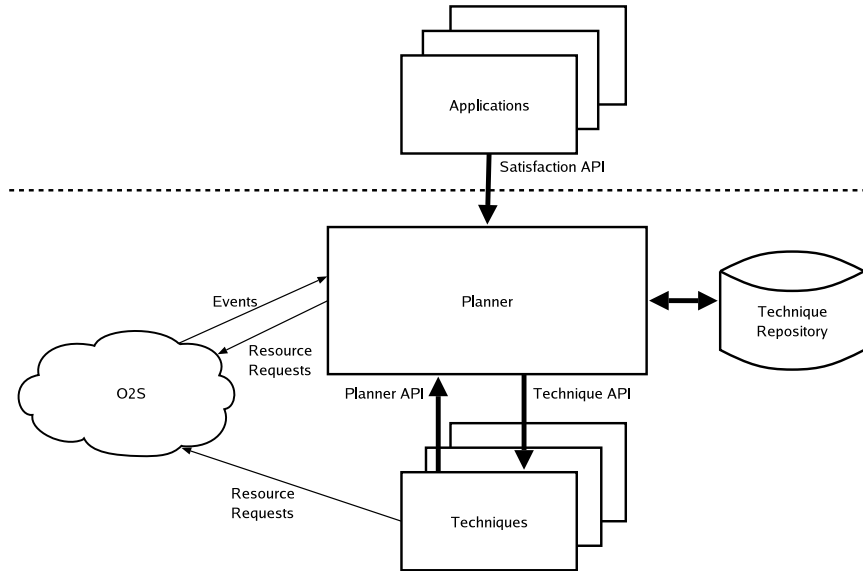 Applications
Satisfaction API
Events
Planner
Technique
Repository
Resource
Requests
O2S
Planner API
Technique API
Resource
Requests
Techniques